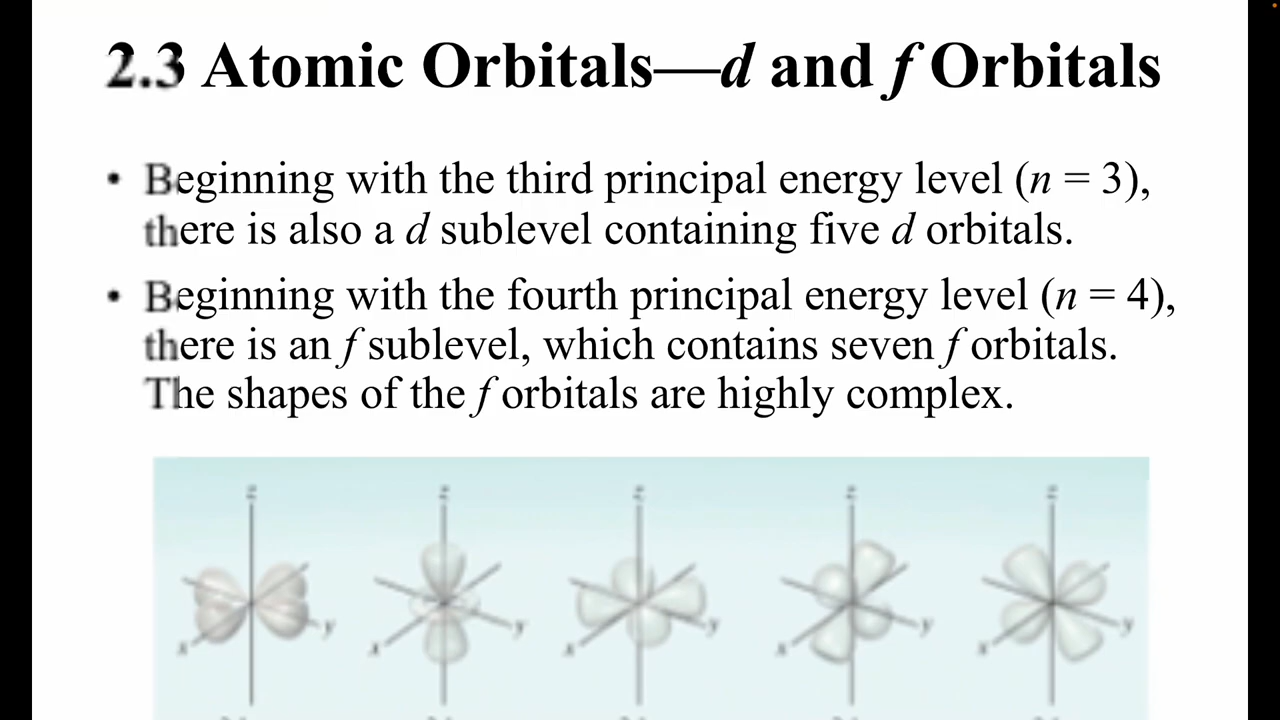 2.3 Atomic Orbitals—d and f Orbitals
• Beginning with the third principal energy level (n = 3),
there is also a d sublevel containing five d orbitals.
• Beginning with the fourth principal energy level (n = 4),
there is an f sublevel, which contains seven f orbitals.
The shapes of the f orbitals are highly complex.
z z z z z
y y y y y
x x x x x